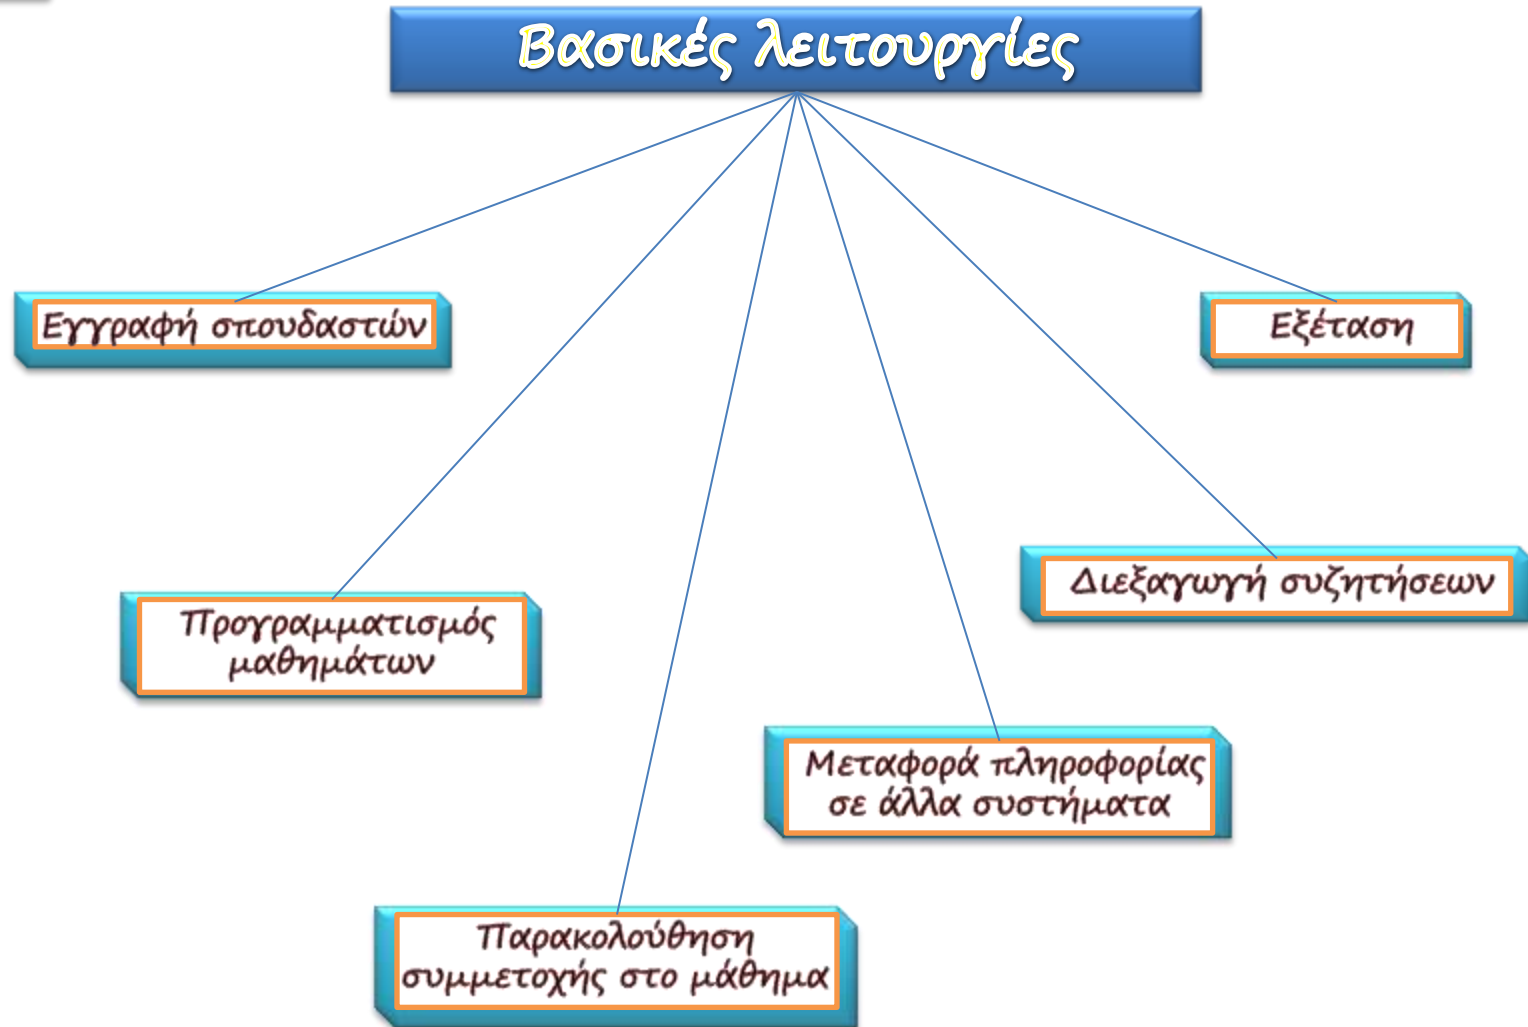 Βασικές λειτουργίες
Εγγραφή σπουδαστών
Εξέταση
Διεξαγωγή συζητήσεων
Προγραμματισμός
μαθημάτων
Μεταφορά πληροφορίας
σε άλλα συστήματα
Παρακολούθηση
συμμετοχής στο μάθημα